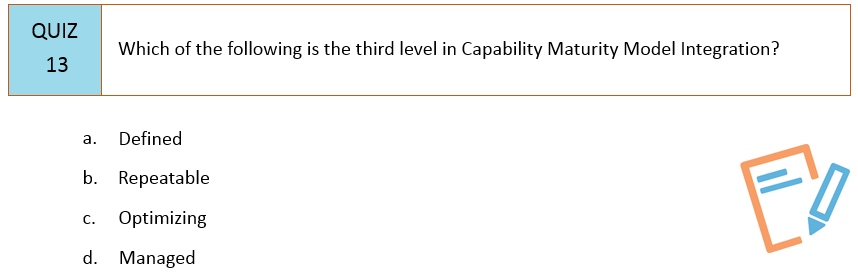 QUIZ
13
Which of the following is the third level in Capability Maturity Model Integration?
a. Defined
b. Repeatable
c. Optimizing
d. Managed